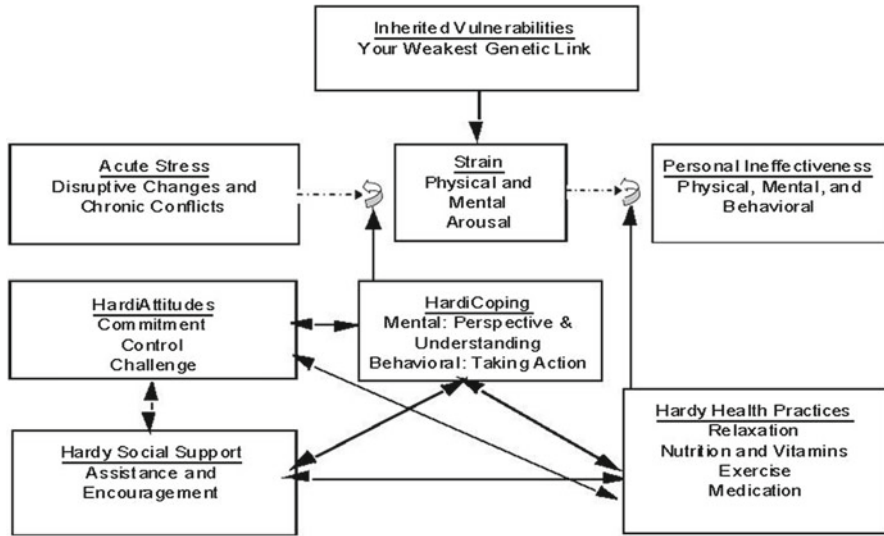 Inherited Vulnerabilities
Your Weakest Genetic Link
Acute Stress
Disruptive Changes and
Chronic Conflicts
Strain
Physical and
Mental
Arousal
Personal Ineffectiveness
Physical, Mental, and
Behavioral
HardiAttitudes
Commitment
Control
Challenge
HardiCoping
Mental: Perspective &
Understanding
Behavioral: Taking Action
Hardy Social Support
Assistance and
Encouragement
Hardy Health Practices
Relaxation
Nutrition and Vitamins
Exercise
Medication